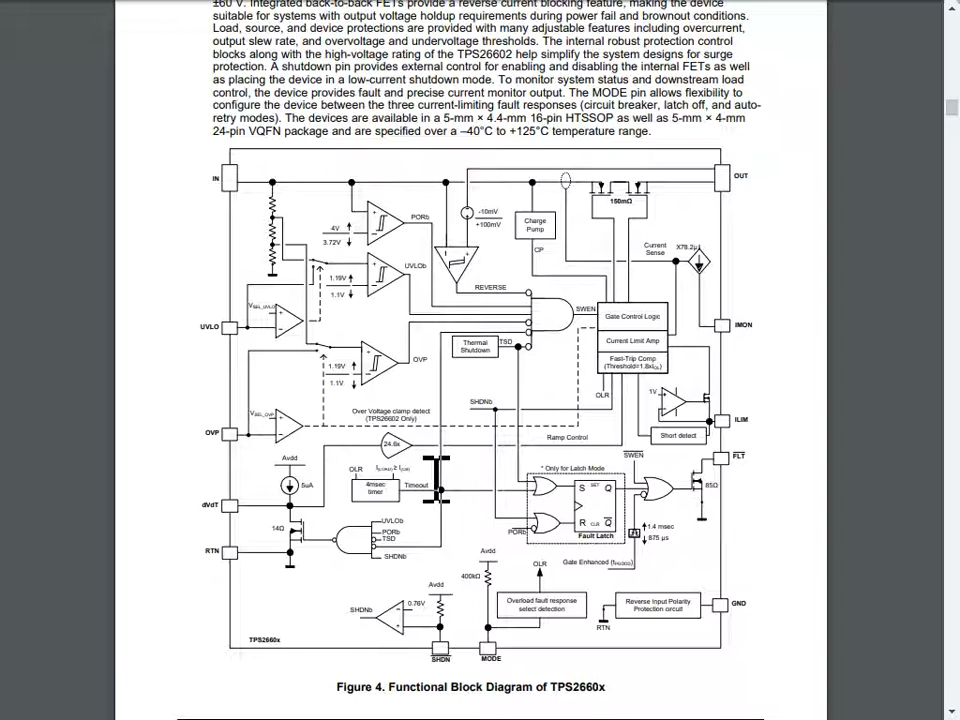 ±60 V. Integrated back-to-back FETs provide a reverse current blocking feature, making the device
suitable for systems with output voltage holdup requirements during power fail and brownout conditions.
Load, source, and device protections are provided with many adjustable features including overcurrent,
output slew rate, and overvoltage and undervoltage thresholds. The internal robust protection control
blocks along with the high-voltage rating of the TPS26602 help simplify the system designs for surge
protection. A shutdown pin provides external control for enabling and disabling the internal FETs as well
as placing the device in a low-current shutdown mode. To monitor system status and downstream load
control, the device provides fault and precise current monitor output. The MODE pin allows flexibility to
configure the device between the three current-limiting fault responses (circuit breaker, latch off, and auto-
retry modes). The devices are available in a 5-mm × 4.4-mm 16-pin HTSSOP as well as 5-mm × 4-mm
24-pin VQFN package and are specified over a –40°C to +125°C temperature range.
IN
OUT
150mΩ
-10mV
+100mV
4V
3.72V
PORb
Charge
Pump
CP
Current
Sense
X78.2µ
1.19V
1.1V
UVLOb
REVERSE
SWEN
Gate Control Logic
Current Limit Amp
Fast-Trip Comp
(Threshold=1.8xIOL)
VSEL_UVLO
UVLO
IMON
Thermal
Shutdown
TSD
1.19V
1.1V
OVP
OLR
1V
SHDNb
VSEL_OVP
OVP
Over Voltage clamp detect
(TPS26602 Only)
ILIM
Short detect
Ramp Control
24.6x
SWEN
FLT
Avdd
5uA
OLR
4msec
timer
Timeout
* Only for Latch Mode
S SET Q
R CLR Q
Fault Latch
85Ω
dVdT
14Ω
UVLOb
PORb
TSD
SHDNb
PORb
1.4 msec
875 µs
RTN
Avdd
400kΩ
OLR
Gate Enhanced
Avdd
SHDNb
0.76V
Overload fault response
select detection
Reverse Input Polarity
Protection circuit
GND
RTN
TPS2660x
SHDN
MODE
Figure 4. Functional Block Diagram of TPS2660x